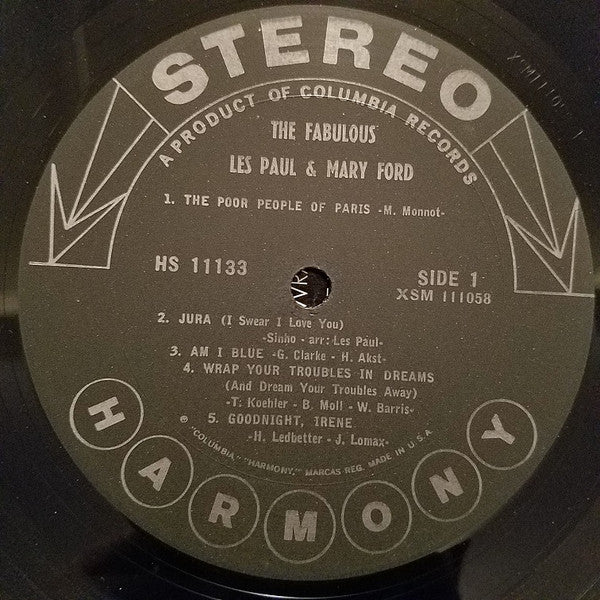 STEREO
A PRODUCT OF COLUMBIA RECORDS
THE FABULOUS
LES PAUL & MARY FORD
1. THE POOR PEOPLE OF PARIS -M. Monnot-
HS 11133
SIDE 1
XSM 111058
2. JURA (I Swear I Love You)
-Sinho - arr: Les Paul-
3. AM I BLUE -G. Clarke - H. Akst-
4. WRAP YOUR TROUBLES IN DREAMS
(And Dream Your Troubles Away)
-T: Koehler - B. Moll - W. Barris-
5. GOODNIGHT, IRENE
-H. Ledbetter - J. Lomax-
℗ "COLUMBIA," "HARMONY," MARCAS REG. MADE IN U.S.A.
HARMONY